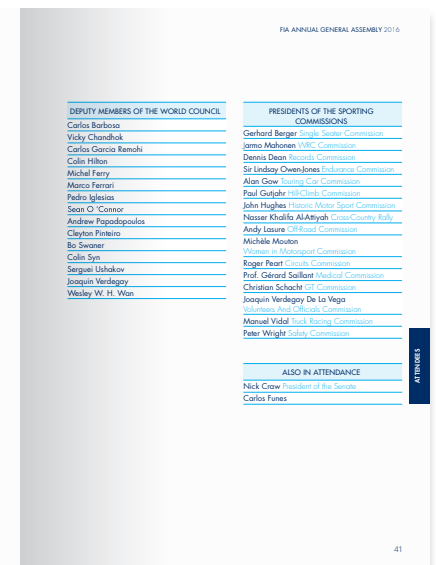 FIA ANNUAL GENERAL ASSEMBLY 2016
DEPUTY MEMBERS OF THE WORLD COUNCIL
Carlos Barbosa
Vicky Chandhok
Carlos Garcia Remohi
Colin Hilton
Michel Ferry
Marco Ferrari
Pedro Iglesias
Sean O 'Connor
Andrew Papadopoulos
Cleyton Pinteiro
Bo Swaner
Colin Syn
Serguei Ushakov
Joaquin Verdegay
Wesley W. H. Wan
PRESIDENTS OF THE SPORTING
COMMISSIONS
Gerhard Berger Single Seater Commission
Jarmo Mahonen WRC Commission
Dennis Dean Records Commission
Sir Lindsay Owen-Jones Endurance Commission
Alan Gow Touring Car Commission
Paul Gutjahr Hill-Climb Commission
John Hughes Historic Motor Sport Commission
Nasser Khalifa Al-Attiyah Cross-Country Rally
Andy Lasure Off-Road Commission
Michèle Mouton
Women in Motorsport Commission
Roger Peart Circuits Commission
Prof. Gérard Saillant Medical Commission
Christian Schacht GT Commission
Joaquin Verdegay De La Vega
Volunteers And Officials Commission
Manuel Vidal Truck Racing Commission
Peter Wright Safety Commission
ALSO IN ATTENDANCE
Nick Craw President of the Senate
Carlos Funes
ATTENDEES
41